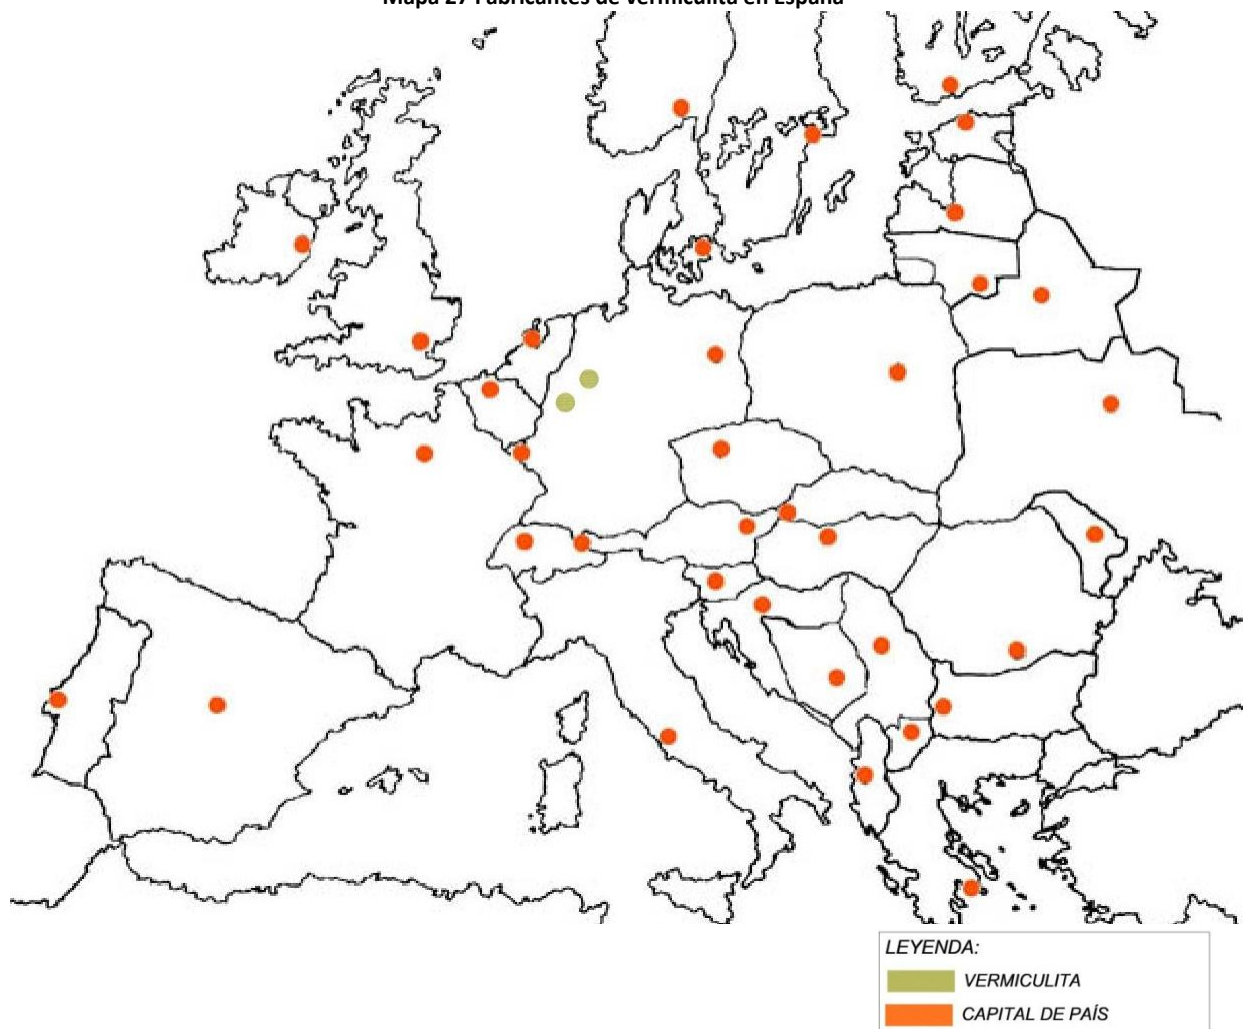 Mapa 27 Fabricantes de Vermiculita en España
LEYENDA:
VERMICULITA
CAPITAL DE PAÍS